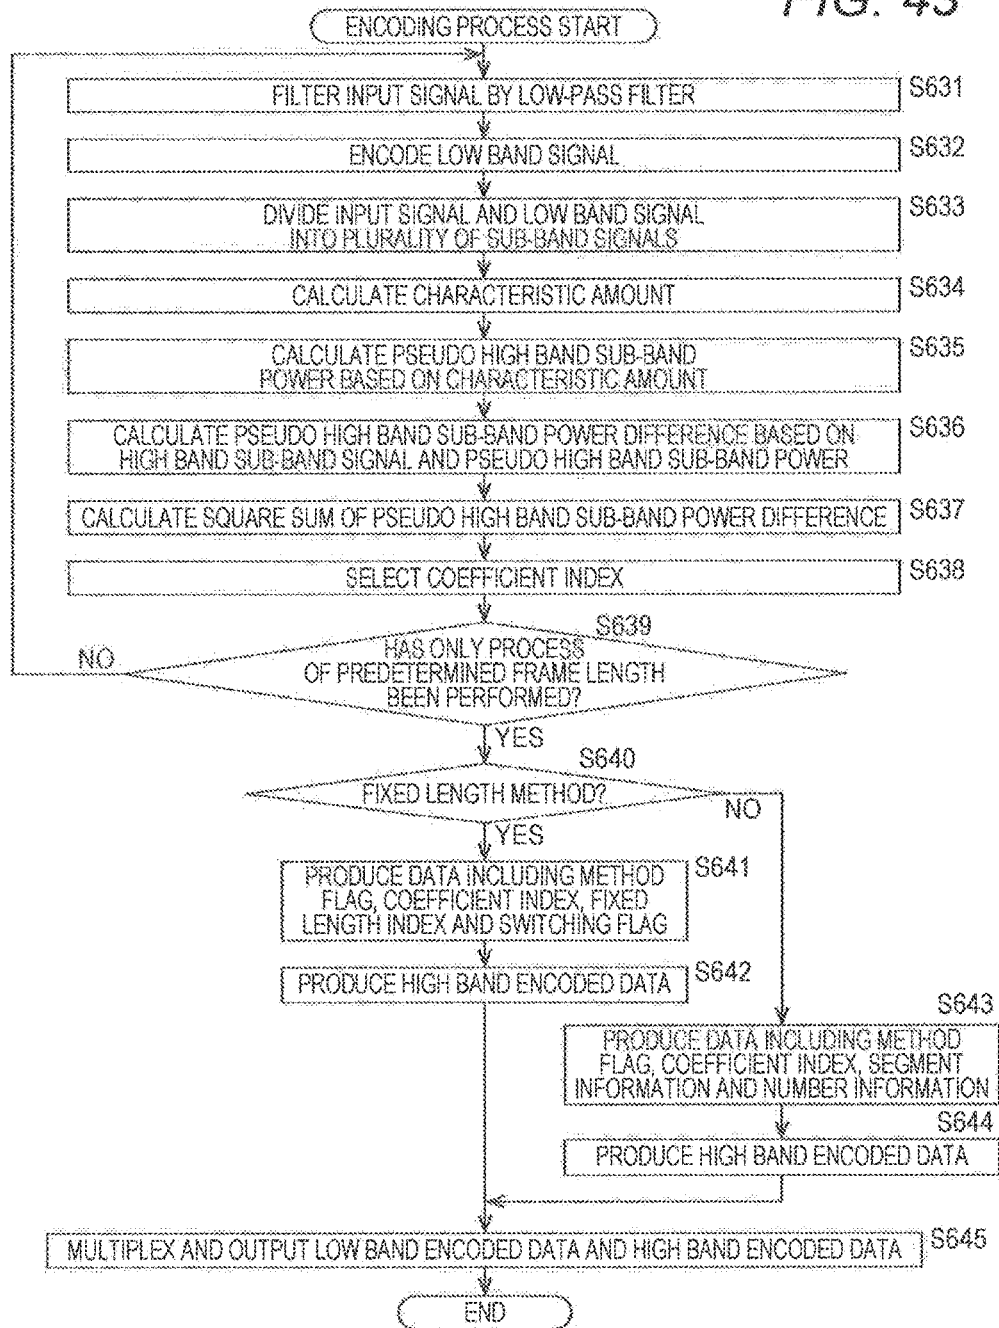 FIG. 43
ENCODING PROCESS START
FILTER INPUT SIGNAL BY LOW-PASS FILTER
S631
ENCODE LOW BAND SIGNAL
S632
DIVIDE INPUT SIGNAL AND LOW BAND SIGNAL
INTO PLURALITY OF SUB-BAND SIGNALS
S633
CALCULATE CHARACTERISTIC AMOUNT
S634
CALCULATE PSEUDO HIGH BAND SUB-BAND
POWER BASED ON CHARACTERISTIC AMOUNT
S635
CALCULATE PSEUDO HIGH BAND SUB-BAND POWER DIFFERENCE BASED ON
HIGH BAND SUB-BAND SIGNAL AND PSEUDO HIGH BAND SUB-BAND POWER
S636
CALCULATE SQUARE SUM OF PSEUDO HIGH BAND SUB-BAND POWER DIFFERENCE
S637
SELECT COEFFICIENT INDEX
S638
S639
HAS ONLY PROCESS
OF PREDETERMINED FRAME LENGTH
BEEN PERFORMED?
NO
YES
S640
FIXED LENGTH METHOD?
NO
YES
S641
PRODUCE DATA INCLUDING METHOD
FLAG, COEFFICIENT INDEX, FIXED
LENGTH INDEX AND SWITCHING FLAG
S642
PRODUCE HIGH BAND ENCODED DATA
S643
PRODUCE DATA INCLUDING METHOD
FLAG, COEFFICIENT INDEX, SEGMENT
INFORMATION AND NUMBER INFORMATION
S644
PRODUCE HIGH BAND ENCODED DATA
MULTIPLEX AND OUTPUT LOW BAND ENCODED DATA AND HIGH BAND ENCODED DATA
S645
END